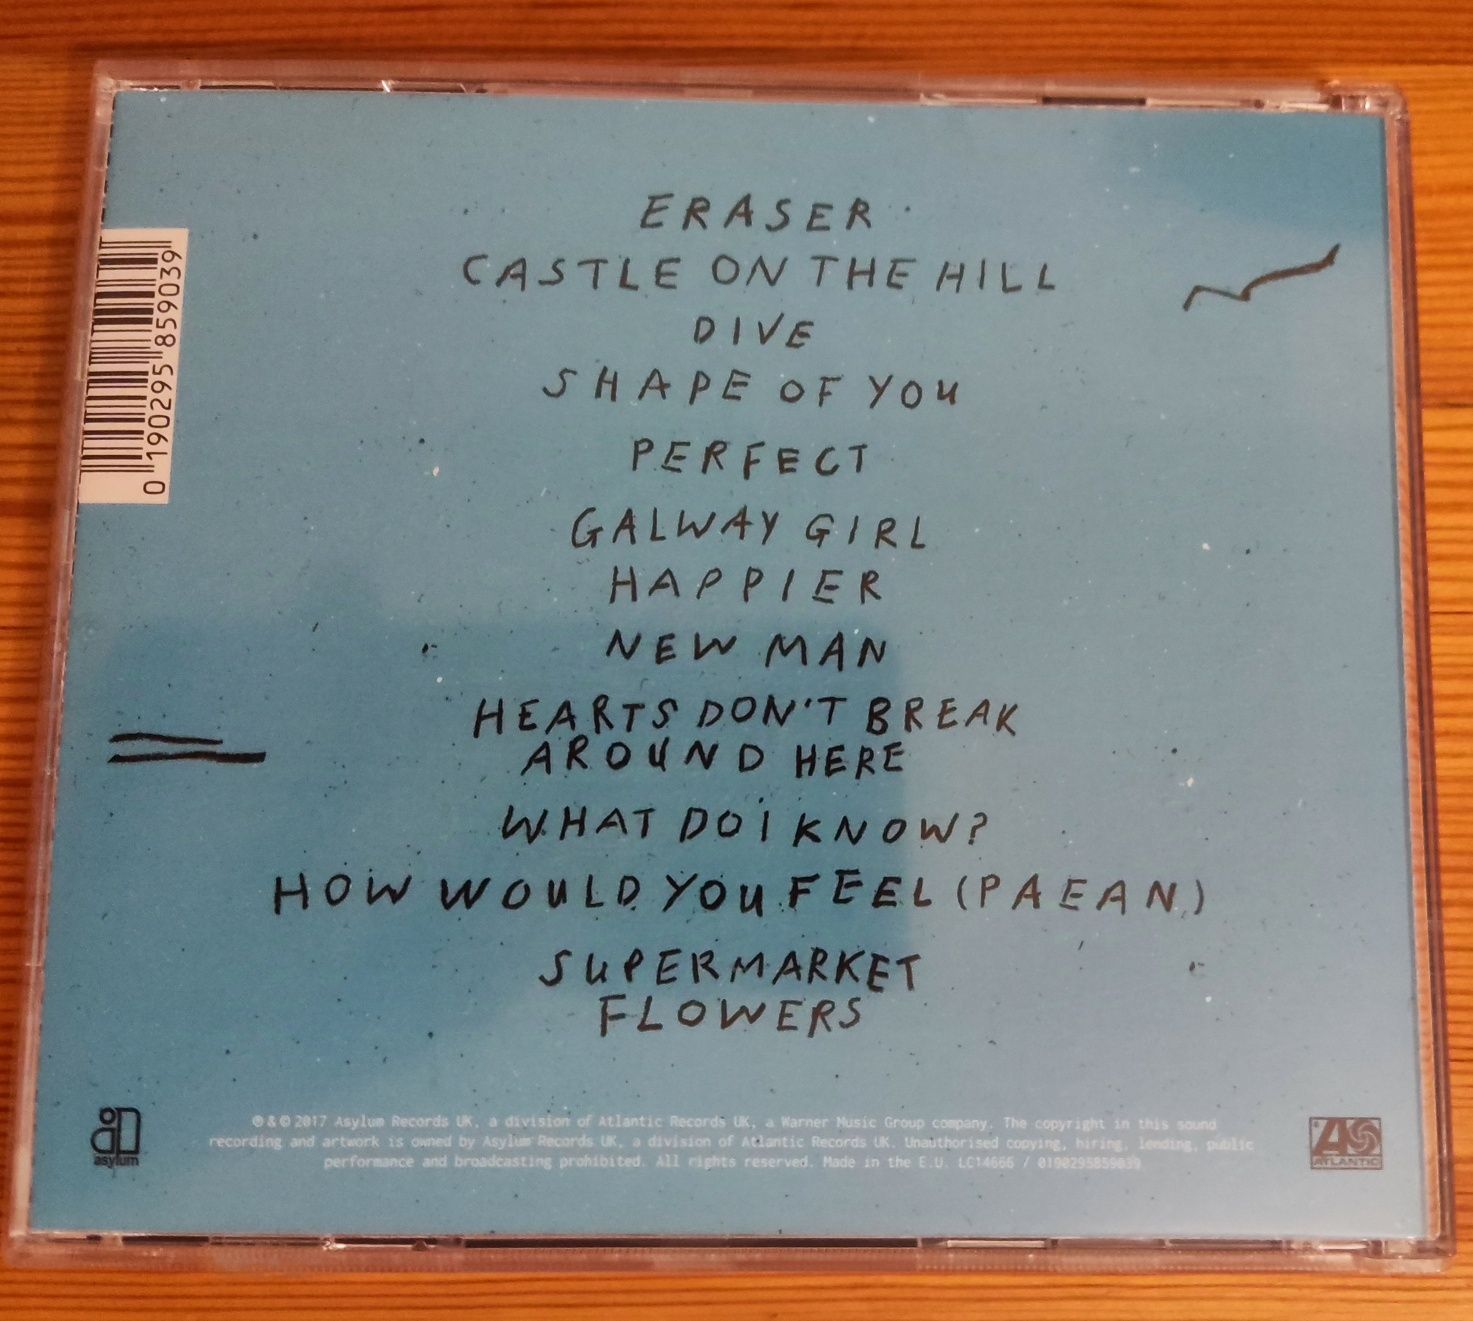 ERASER
CASTLE ON THE HILL
DIVE
SHAPE OF YOU
PERFECT
GALWAY GIRL
HAPPIER
NEW MAN
HEARTS DON'T BREAK
AROUND HERE
WHAT DO I KNOW?
HOW WOULD YOU FEEL (PAEAN)
SUPERMARKET
FLOWERS
0 190295 859039
asylum
℗ & © 2017 Asylum Records UK, a division of Atlantic Records UK, a Warner Music Group company. The copyright in this sound
recording and artwork is owned by Asylum Records UK, a division of Atlantic Records UK. Unauthorised copying, hiring, lending, public
performance and broadcasting prohibited. All rights reserved. Made in the E.U. LC14666 / 0190295859039
ATLANTIC